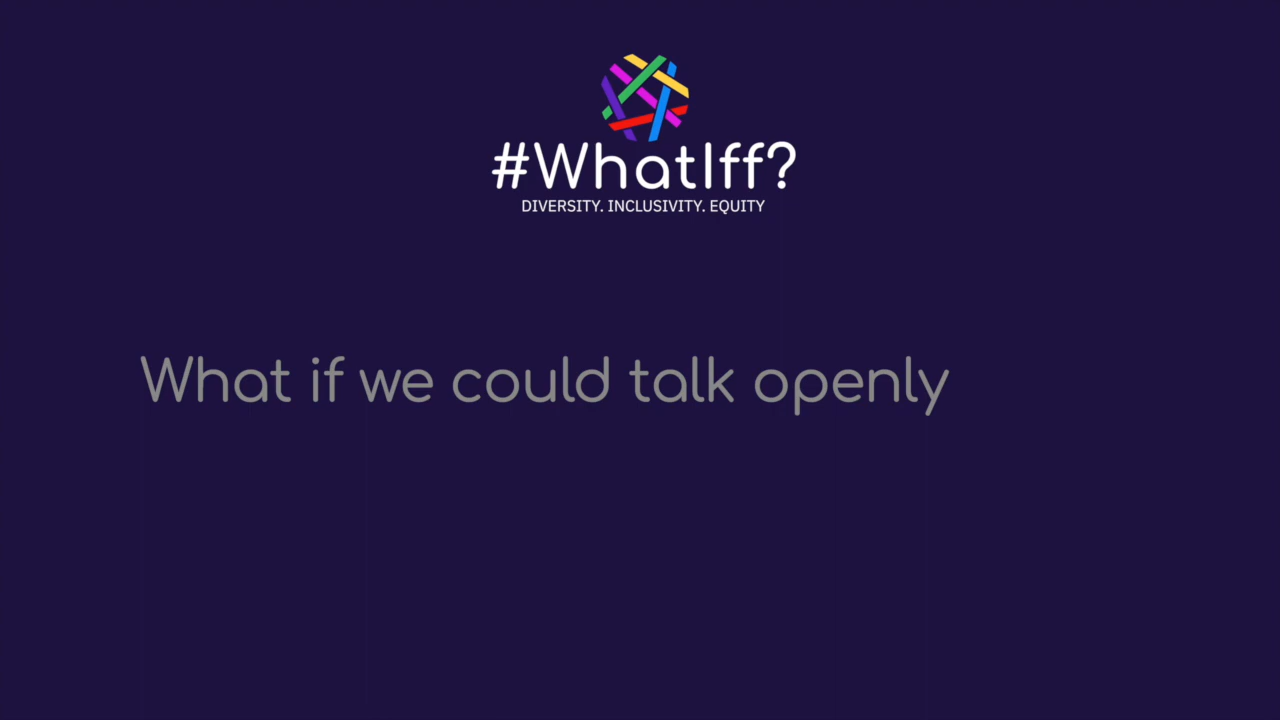 #WhatIff?
DIVERSITY. INCLUSIVITY. EQUITY
What if we could talk openly